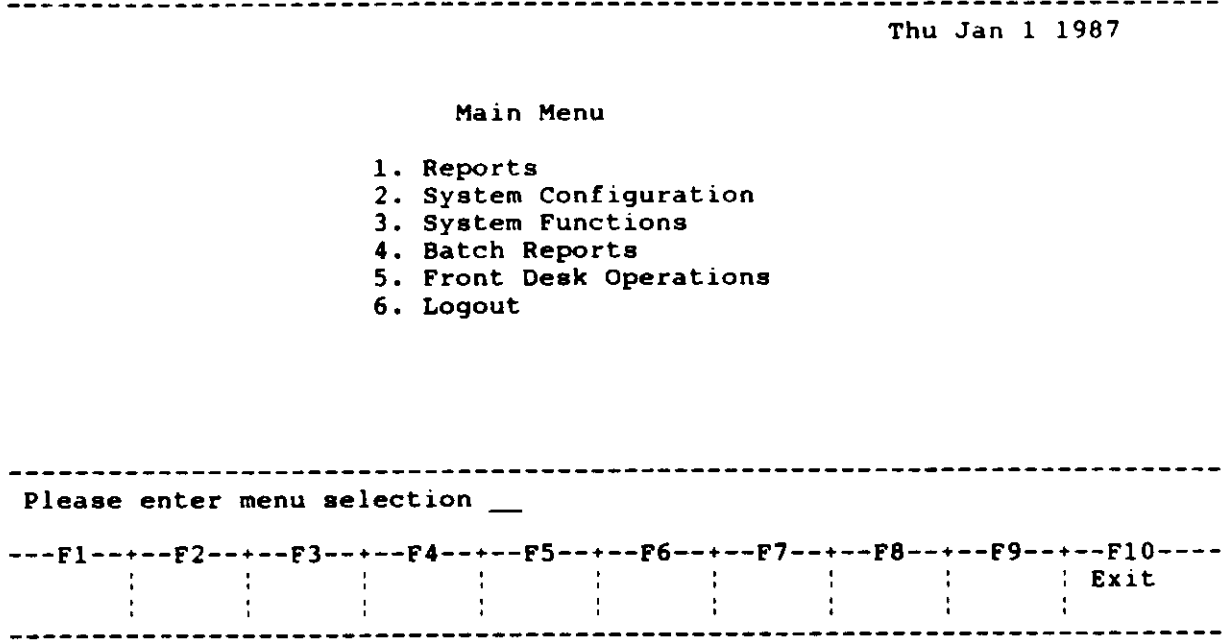 Thu Jan 1 1987
Main Menu
1. Reports
2. System Configuration
3. System Functions
4. Batch Reports
5. Front Desk Operations
6. Logout
Please enter menu selection __
---F1--+--F2--+--F3--+--F4--+--F5--+--F6--+--F7--+--F8--+--F9--+--F10----
Exit